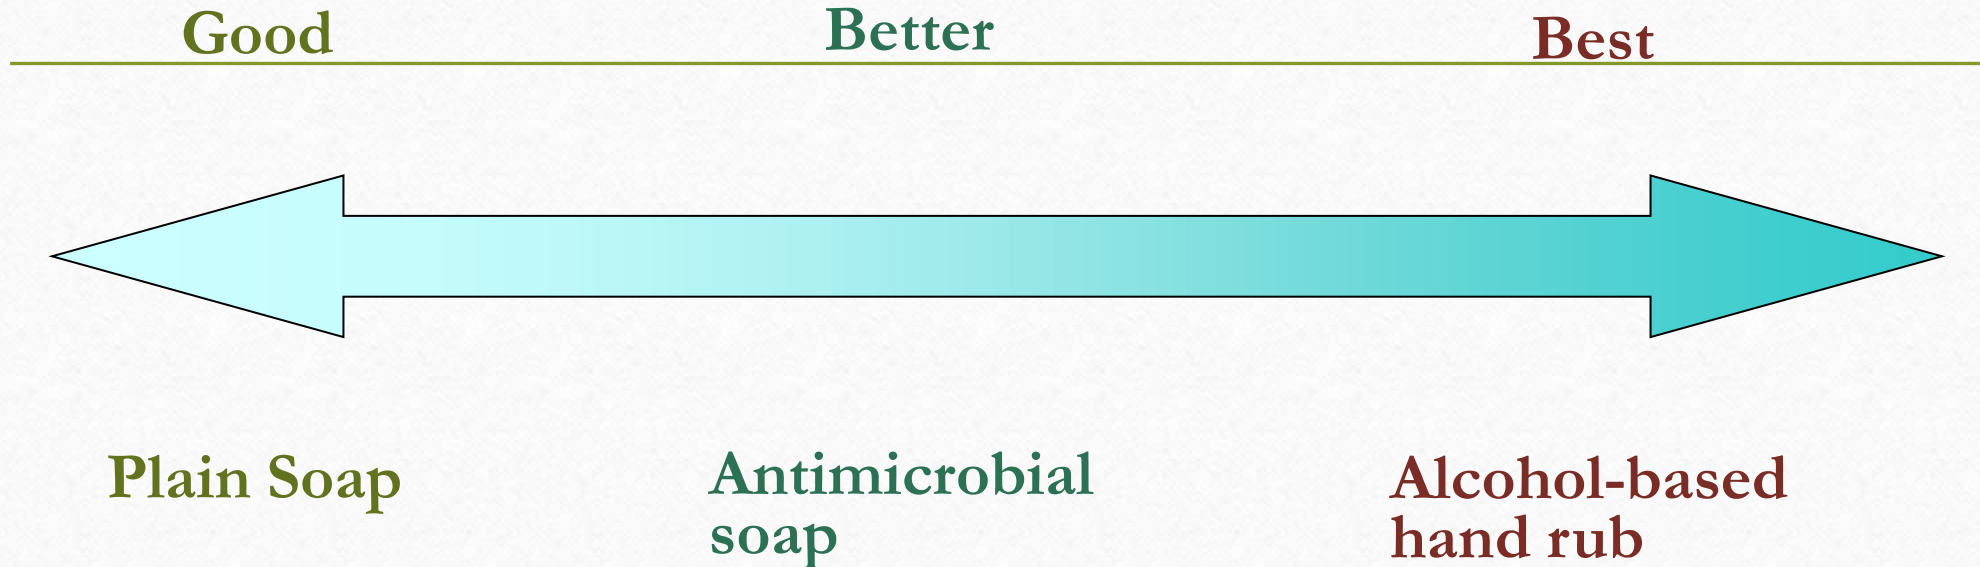 Good
Better
Best
Plain Soap
Antimicrobial
soap
Alcohol-based
hand rub